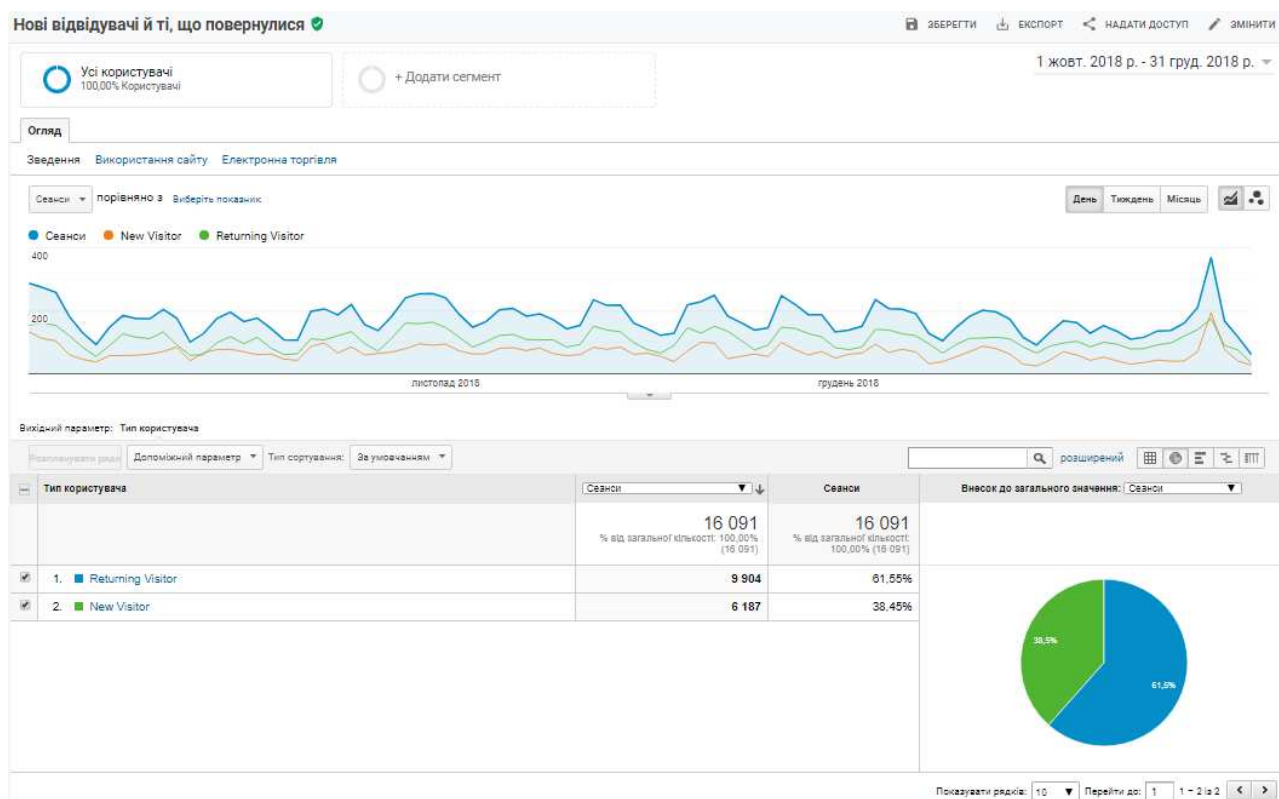 Нові відвідувачі й ті, що повернулися
ЗБЕРЕГТИ ЕКСПОРТ НАДАТИ ДОСТУП ЗМІНИТИ
1 жовт. 2018 р. - 31 груд. 2018 р.
Усі користувачі
100,00% Користувачі
+ Додати сегмент
Огляд
Зведення Використання сайту Електронна торгівля
Сеанси порівняно з Виберіть показник
День Тиждень Місяць
Сеанси New Visitor Returning Visitor
400
200
листопад 2018 грудень 2018
Вихідний параметр: Тип користувача
Розпланувати рядки Допоміжний параметр Тип сортування: За умовчанням
розширений
Тип користувача Сеанси Сеанси Внесок до загального значення: Сеанси
16 091 16 091
% від загальної кількості: 100,00% (16 091) % від загальної кількості: 100,00% (16 091)
1. Returning Visitor 9 904 61,55%
2. New Visitor 6 187 38,45%
38,5%
61,5%
Показувати рядків: 10 Перейти до: 1 1 – 2 із 2